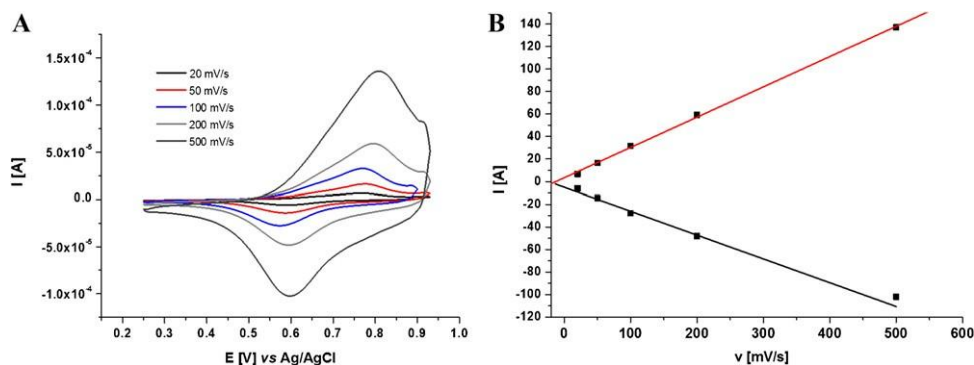 A
I [A]
1.5x10⁻⁴
1.0x10⁻⁴
5.0x10⁻⁵
0.0
-5.0x10⁻⁵
-1.0x10⁻⁴
20 mV/s
50 mV/s
100 mV/s
200 mV/s
500 mV/s
0.2 0.3 0.4 0.5 0.6 0.7 0.8 0.9 1.0
E [V] vs Ag/AgCl
B
I [A]
140
120
100
80
60
40
20
0
-20
-40
-60
-80
-100
-120
0 100 200 300 400 500 600
v [mV/s]